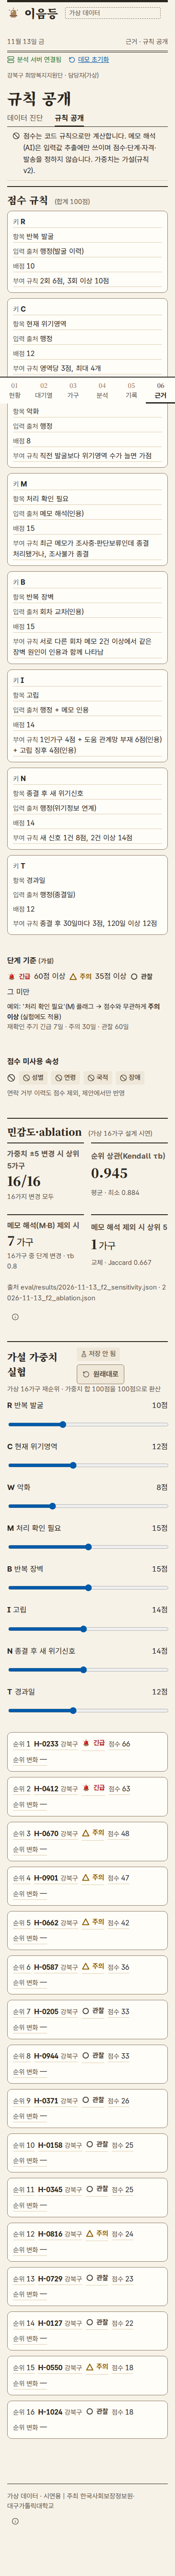 이음등 가상 데이터
11월 13일 금 근거 · 규칙 공개
분석 서버 연결됨 데모 초기화
강북구 희망복지지원단 · 담당자(가상)
규칙 공개
데이터 진단 규칙 공개
점수는 코드 규칙으로만 계산합니다. 메모 해석
(AI)은 입력값 추출에만 쓰이며 점수·단계·자격·
발송을 정하지 않습니다. 가중치는 가설(규칙
v2).
점수 규칙 (합계 100점)
키 R
항목 반복 발굴
입력 출처 행정(발굴 이력)
배점 10
부여 규칙 2회 6점, 3회 이상 10점
키 C
항목 현재 위기영역
입력 출처 행정
배점 12
부여 규칙 영역당 3점, 최대 4개
01 02 03 04 05 06
현황 대기열 가구 분석 기록 근거
항목 악화
입력 출처 행정
배점 8
부여 규칙 직전 발굴보다 위기영역 수가 늘면 가점
키 M
항목 처리 확인 필요
입력 출처 메모 해석(인용)
배점 15
부여 규칙 최근 메모가 조사중·판단보류인데 종결
처리됐거나, 조사불가 종결
키 B
항목 반복 장벽
입력 출처 회차 교차(인용)
배점 15
부여 규칙 서로 다른 회차 메모 2건 이상에서 같은
장벽 원인이 인용과 함께 나타남
키 I
항목 고립
입력 출처 행정 + 메모 인용
배점 14
부여 규칙 1인가구 4점 + 도움 관계망 부재 6점(인용)
+ 고립 징후 4점(인용)
키 N
항목 종결 후 새 위기신호
입력 출처 행정(위기정보 연계)
배점 14
부여 규칙 새 신호 1건 8점, 2건 이상 14점
키 T
항목 경과일
입력 출처 행정(종결일)
배점 12
부여 규칙 종결 후 30일마다 3점, 120일 이상 12점
단계 기준 (가설)
긴급 60점 이상 주의 35점 이상 관찰
그 미만
예외: '처리 확인 필요'(M) 플래그 → 점수와 무관하게 주의
이상 (실험에도 적용)
재확인 주기 긴급 7일 · 주의 30일 · 관찰 60일
점수 미사용 속성
성별 연령 국적 장애
연락 거부 이력도 점수 제외, 제안에서만 반영
민감도·ablation (가상 16가구 설계 시연)
가중치 ±5 변경 시 상위
5가구
16/16
16가지 변경 모두
순위 상관(Kendall τb)
0.945
평균 · 최소 0.884
메모 해석(M·B) 제외 시
7 가구
16가구 중 단계 변경 · τb
0.8
메모 해석 제외 시 상위 5
1 가구
교체 · Jaccard 0.667
출처 eval/results/2026-11-13_f2_sensitivity.json · 2
026-11-13_f2_ablation.json
가설 가중치
실험
저장 안 됨
원래대로
가상 16가구 재순위 · 가중치 합 100점을 100점으로 환산
R 반복 발굴 10점
C 현재 위기영역 12점
W 악화 8점
M 처리 확인 필요 15점
B 반복 장벽 15점
I 고립 14점
N 종결 후 새 위기신호 14점
T 경과일 12점
순위 1 H-0233 강북구 긴급 점수 66
순위 변화 —
순위 2 H-0412 강북구 긴급 점수 63
순위 변화 —
순위 3 H-0670 강북구 주의 점수 48
순위 변화 —
순위 4 H-0901 강북구 주의 점수 47
순위 변화 —
순위 5 H-0662 강북구 주의 점수 42
순위 변화 —
순위 6 H-0587 강북구 주의 점수 36
순위 변화 —
순위 7 H-0205 강북구 관찰 점수 33
순위 변화 —
순위 8 H-0944 강북구 관찰 점수 33
순위 변화 —
순위 9 H-0371 강북구 관찰 점수 26
순위 변화 —
순위 10 H-0158 강북구 관찰 점수 25
순위 변화 —
순위 11 H-0345 강북구 관찰 점수 25
순위 변화 —
순위 12 H-0816 강북구 주의 점수 24
순위 변화 —
순위 13 H-0729 강북구 관찰 점수 23
순위 변화 —
순위 14 H-0127 강북구 관찰 점수 22
순위 변화 —
순위 15 H-0550 강북구 주의 점수 18
순위 변화 —
순위 16 H-1024 강북구 관찰 점수 18
순위 변화 —
가상 데이터 · 시연용 | 주최 한국사회보장정보원·
대구가톨릭대학교